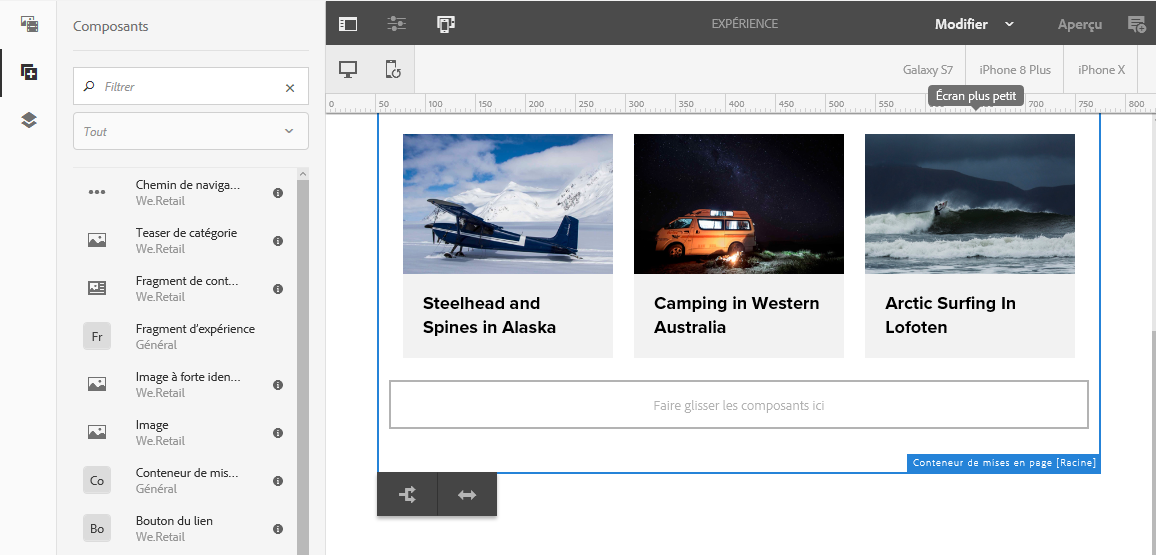 Composants
Filtrer
Tout
Chemin de naviga...
We.Retail
Teaser de catégorie
We.Retail
Fragment de cont...
We.Retail
Fr
Fragment d'expérience
Général
Image à forte iden...
We.Retail
Image
We.Retail
Co
Conteneur de mis...
Général
Bo
Bouton du lien
We.Retail
EXPÉRIENCE
Modifier
Aperçu
Galaxy S7
iPhone 8 Plus
iPhone X
Écran plus petit
0 50 100 150 200 250 300 350 400 450 500 550 700 750 800
Steelhead and
Spines in Alaska
Camping in Western
Australia
Arctic Surfing In
Lofoten
Faire glisser les composants ici
Conteneur de mises en page [Racine]